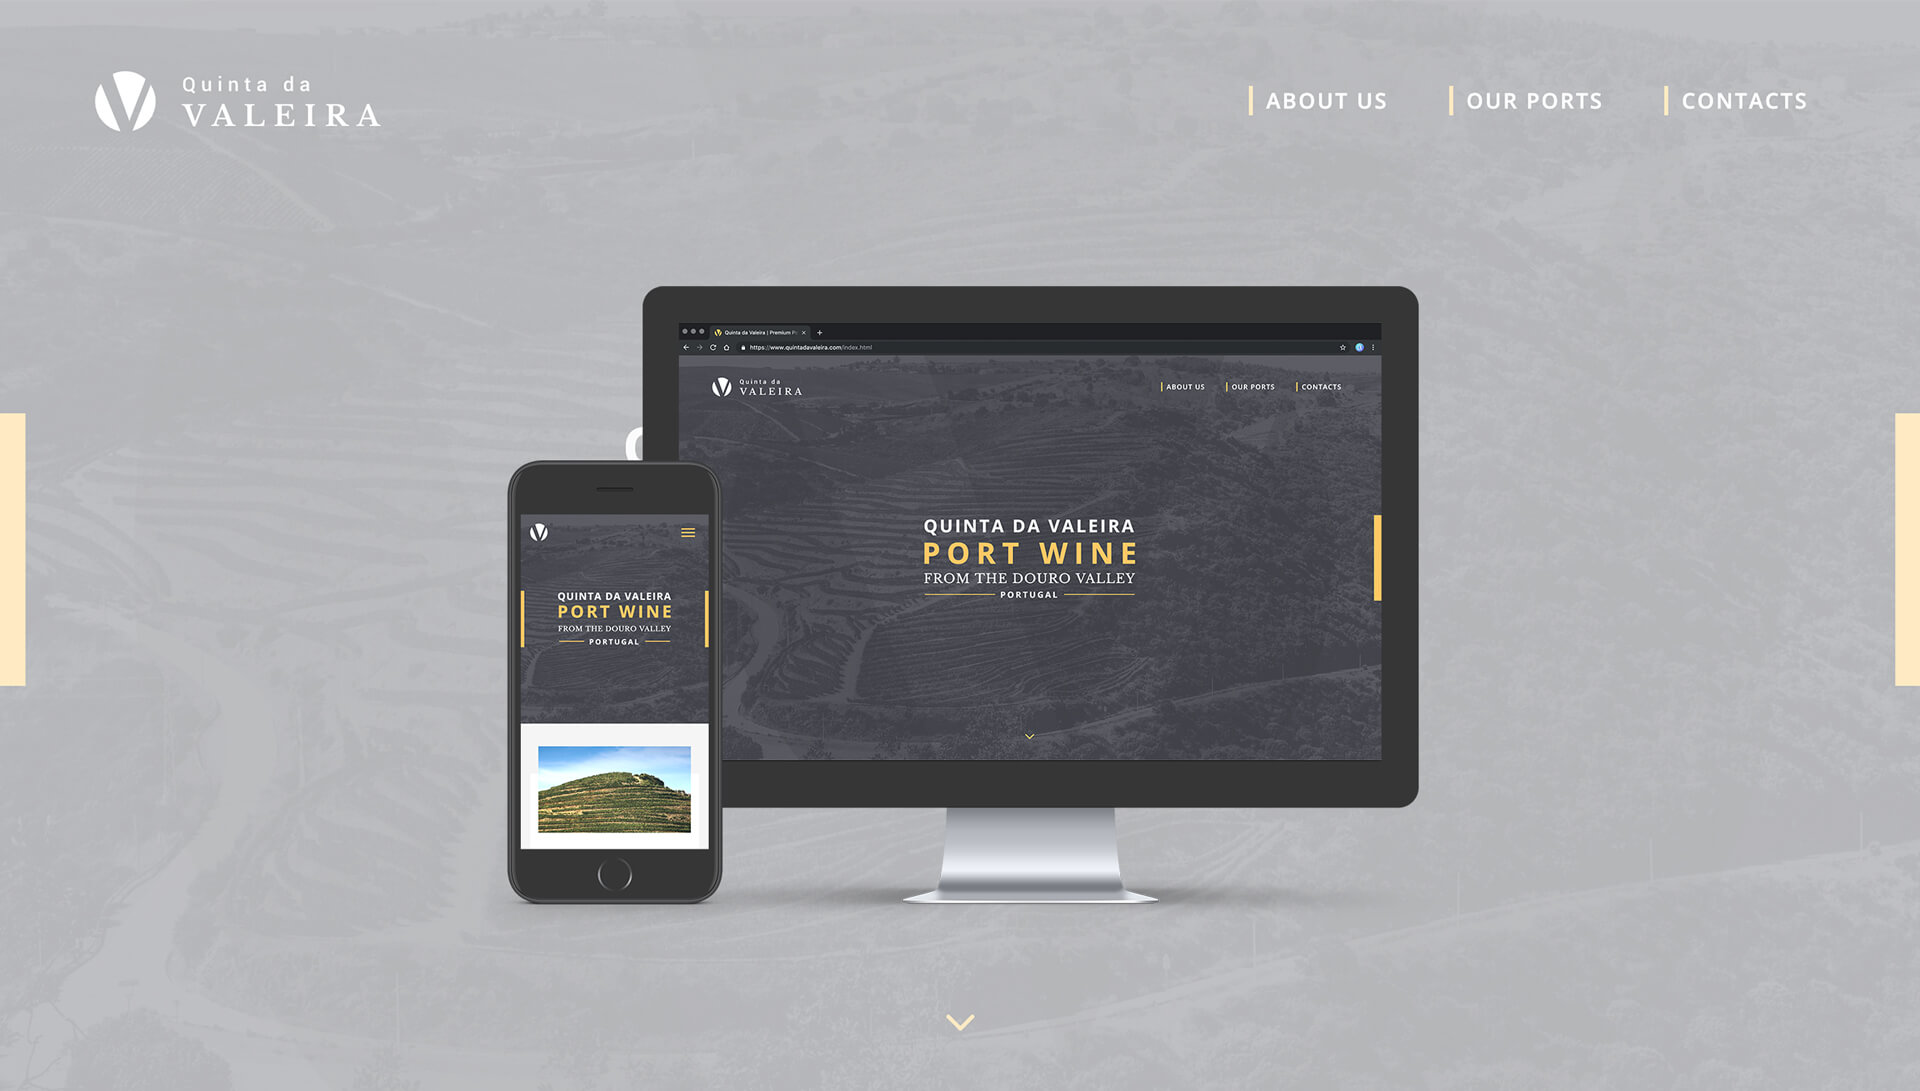 Quinta da
VALEIRA
ABOUT US
OUR PORTS
CONTACTS
Quinta da Valeira | Premium P
https://www.quintadavaleira.com/index.html
Quinta da
VALEIRA
ABOUT US
OUR PORTS
CONTACTS
QUINTA DA VALEIRA
PORT WINE
FROM THE DOURO VALLEY
PORTUGAL
QUINTA DA VALEIRA
PORT WINE
FROM THE DOURO VALLEY
PORTUGAL